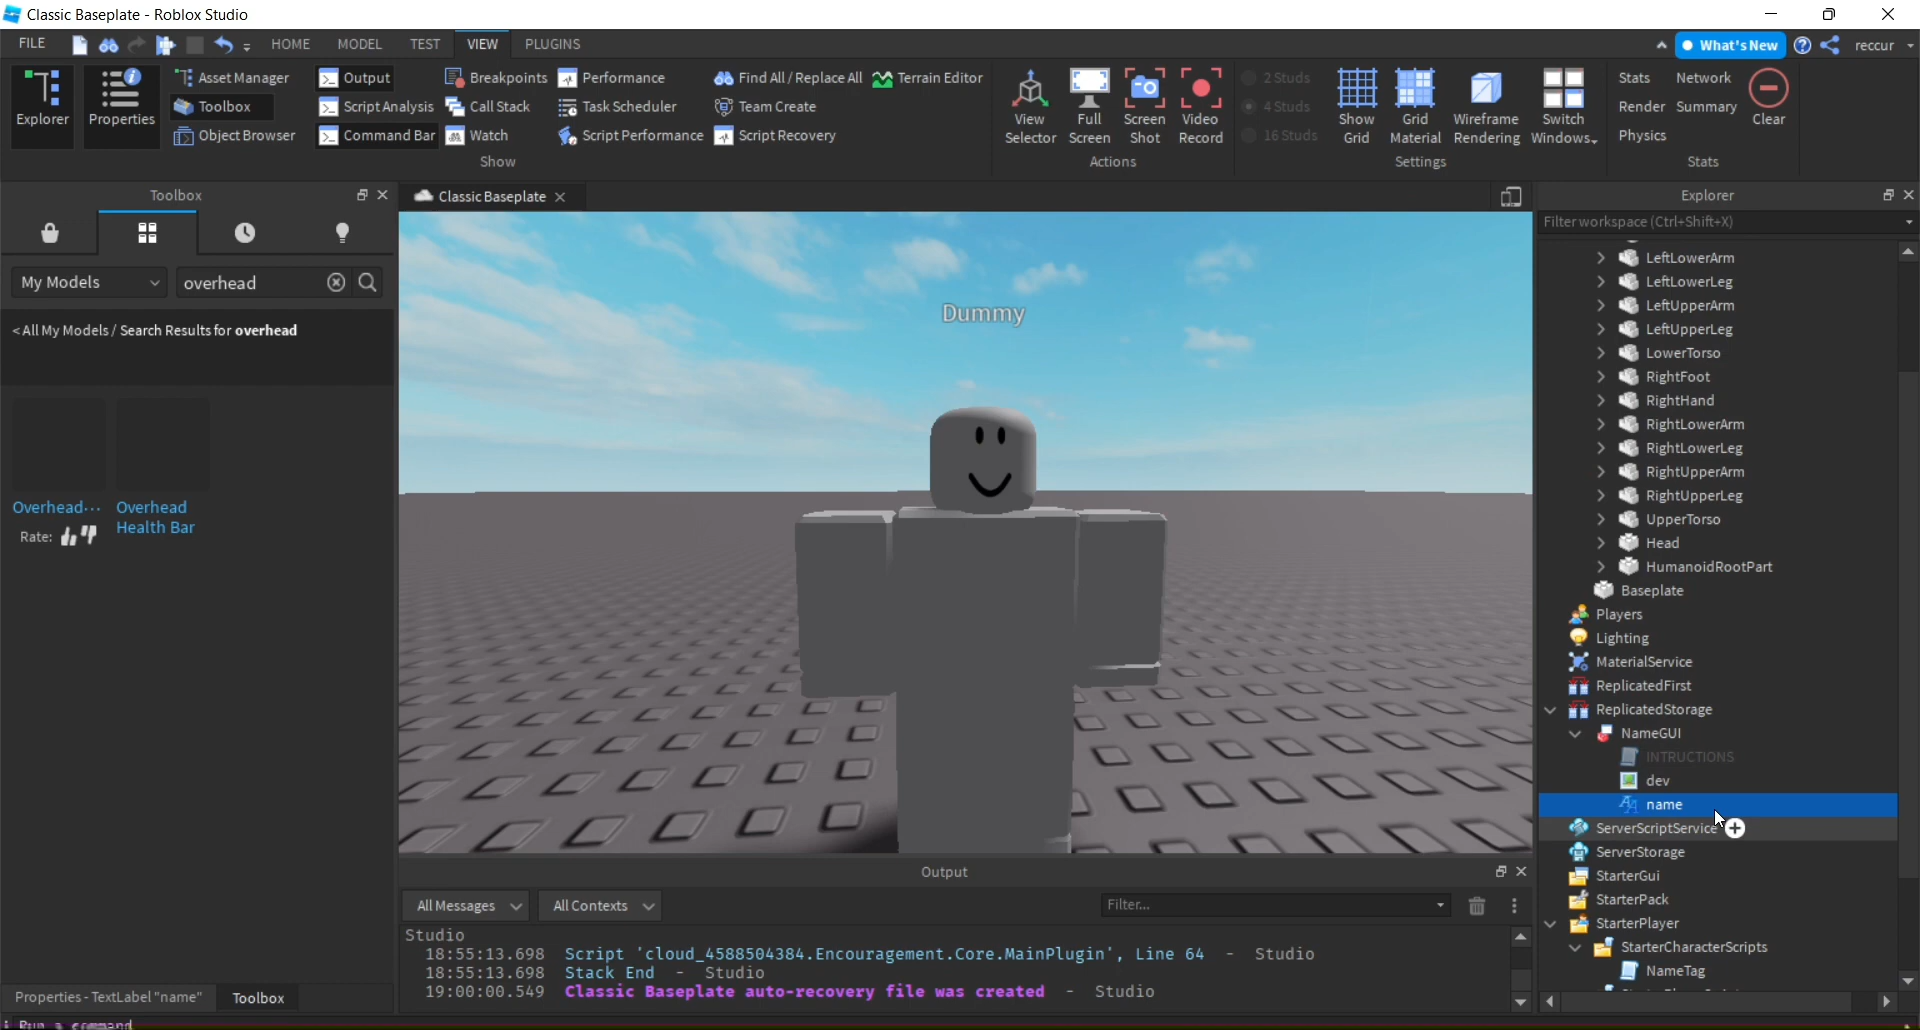 Classic Baseplate - Roblox Studio
FILE HOME MODEL TEST VIEW PLUGINS What's New reccur
Explorer
Properties
Asset Manager
Toolbox
Object Browser
Output
Script Analysis
Command Bar
Breakpoints
Call Stack
Watch
Performance
Task Scheduler
Script Performance
Find All / Replace All
Team Create
Script Recovery
Terrain Editor
Show
View
Selector
Full
Screen
Screen
Shot
Video
Record
Actions
2 Studs
4 Studs
16 Studs
Show
Grid
Grid
Material
Wireframe
Rendering
Switch
Windows
Settings
Stats Network
Render Summary
Physics
Clear
Stats
Toolbox
My Models
overhead
< All My Models / Search Results for overhead
Overhead...
Rate:
Overhead
Health Bar
Properties - TextLabel "name"
Toolbox
Classic Baseplate
Dummy
Output
All Messages
All Contexts
Filter...
Studio
18:55:13.698 Script 'cloud_4588504384.Encouragement.Core.MainPlugin', Line 64 - Studio
18:55:13.698 Stack End - Studio
19:00:00.549 Classic Baseplate auto-recovery file was created - Studio
Explorer
Filter workspace (Ctrl+Shift+X)
LeftLowerArm
LeftLowerLeg
LeftUpperArm
LeftUpperLeg
LowerTorso
RightFoot
RightHand
RightLowerArm
RightLowerLeg
RightUpperArm
RightUpperLeg
UpperTorso
Head
HumanoidRootPart
Baseplate
Players
Lighting
MaterialService
ReplicatedFirst
ReplicatedStorage
NameGUI
INTRUCTIONS
dev
name
ServerScriptService
ServerStorage
StarterGui
StarterPack
StarterPlayer
StarterCharacterScripts
NameTag
Run a command